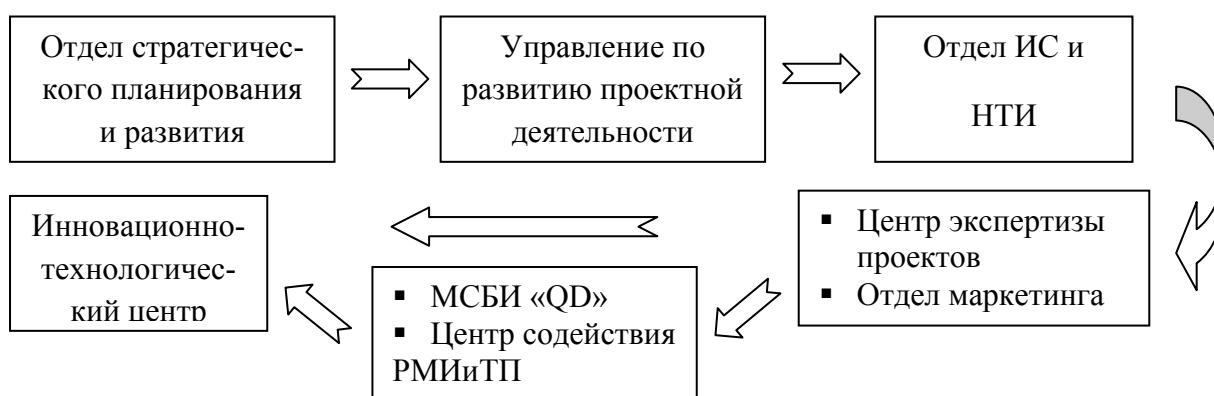 Отдел стратегичес-
кого планирования
и развития
Управление по
развитию проектной
деятельности
Отдел ИС и
НТИ
Инновационно-
технологичес-
кий центр
▪ МСБИ «QD»
▪ Центр содействия
РМИиТП
▪ Центр экспертизы
проектов
▪ Отдел маркетинга